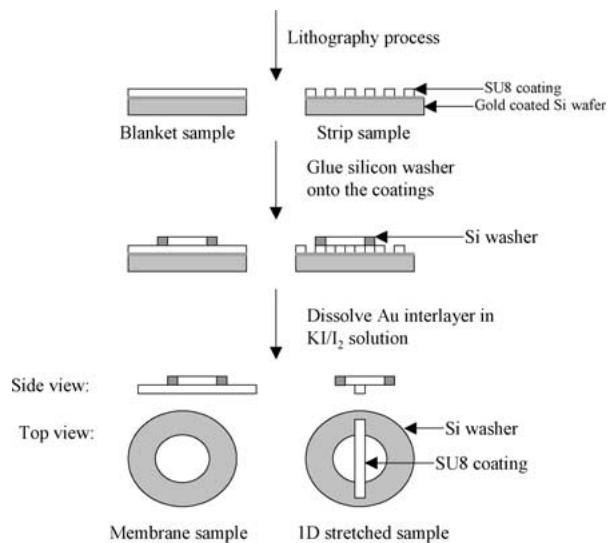 Lithography process
SU8 coating
Gold coated Si wafer
Blanket sample
Strip sample
Glue silicon washer
onto the coatings
Si washer
Dissolve Au interlayer in
KI/I₂ solution
Side view:
Top view:
Si washer
SU8 coating
Membrane sample
1D stretched sample